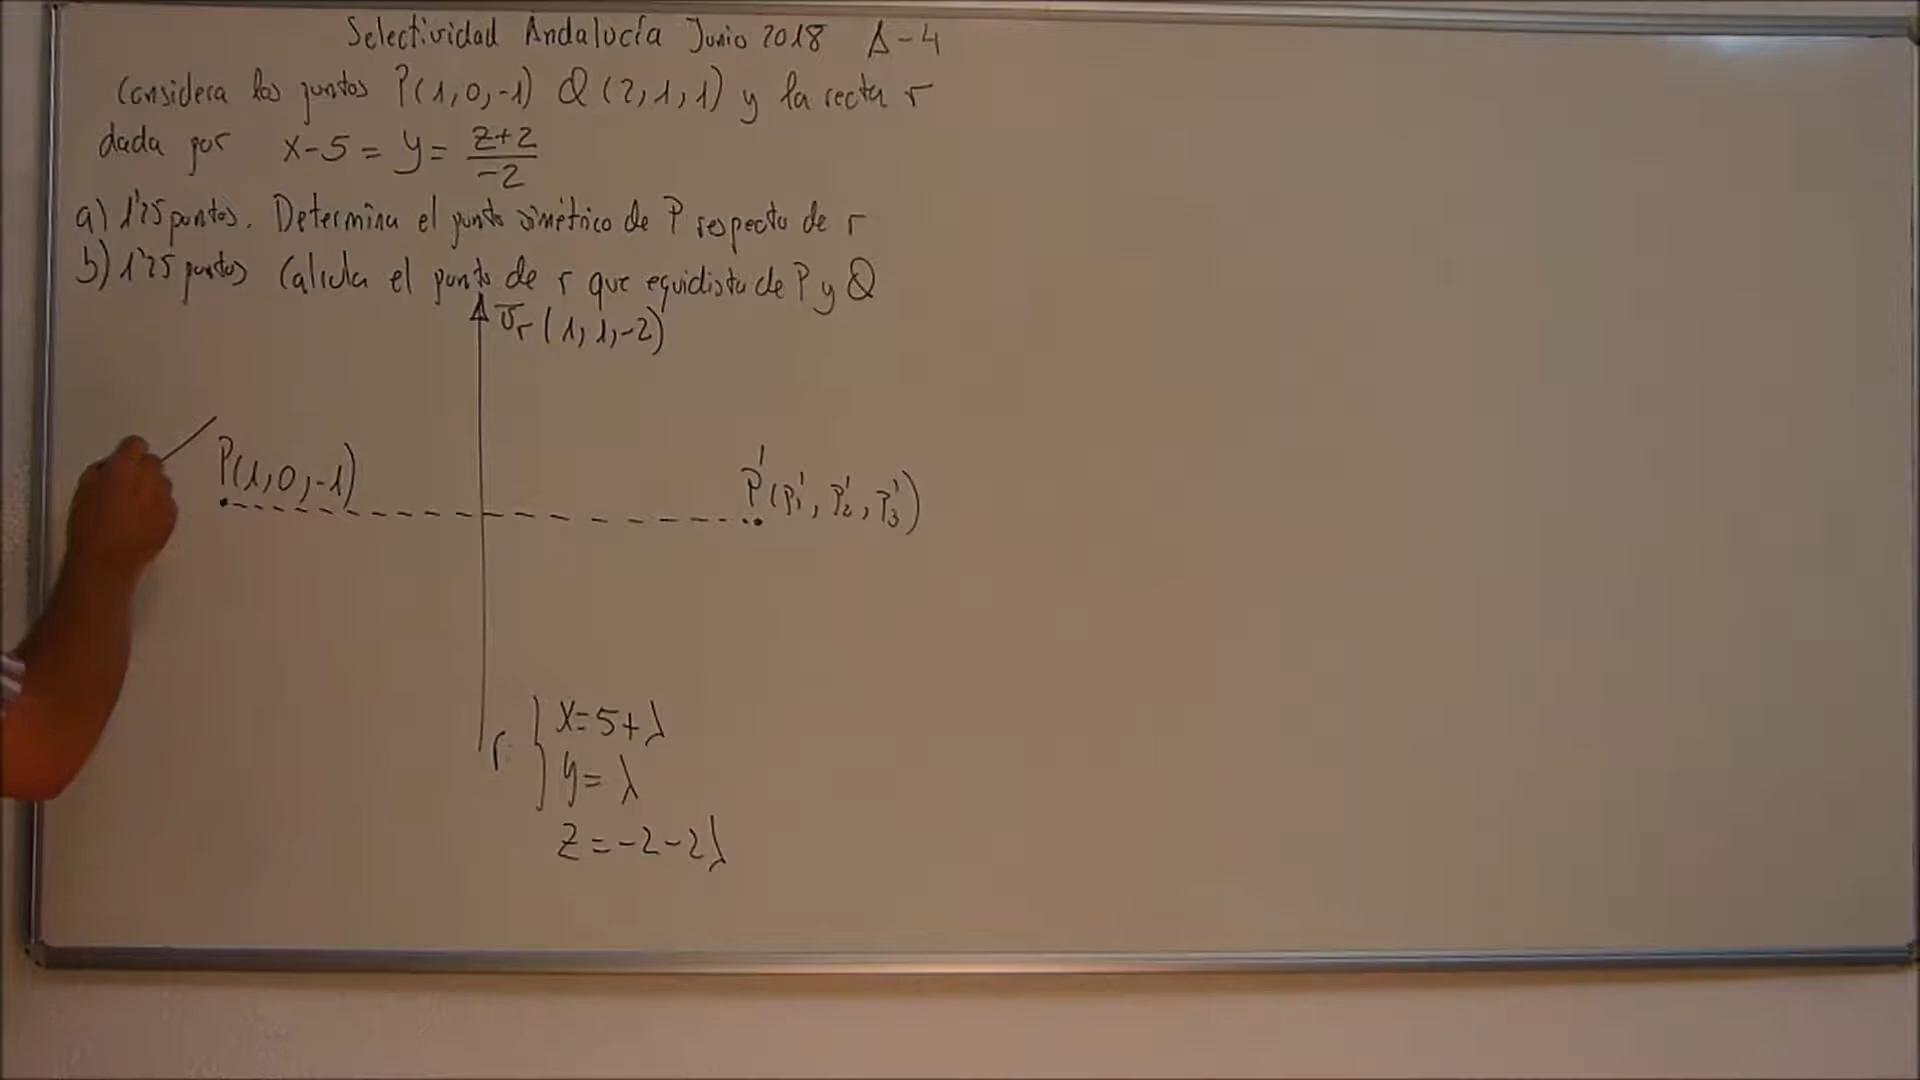 Selectividad Andalucía Junio 2018 A-4
Considera los puntos P(1,0,-1) Q(2,1,1) y la recta r
dada por x-5 = y = \frac{z+2}{-2}
a) 1'25 puntos. Determina el punto simétrico de P respecto de r
b) 1'25 puntos Calcula el punto de r que equidista de P y Q
v̄r (1,1,-2)
P(1,0,-1)
P'(p₁', p₂', p₃')
r
x=5+λ
y=λ
z=-2-2λ